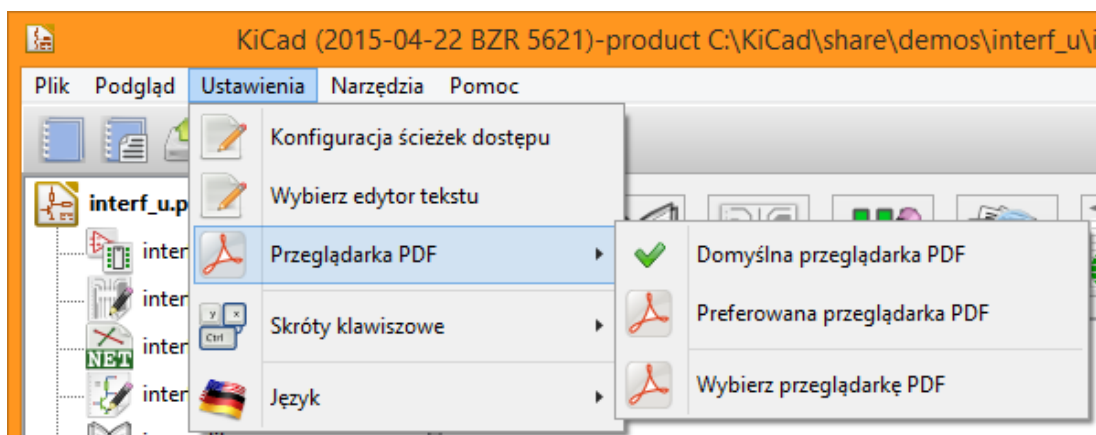 KiCad (2015-04-22 BZR 5621)-product C:\KiCad\share\demos\interf_u\i
Plik Podgląd Ustawienia Narzędzia Pomoc
Konfiguracja ścieżek dostępu
Wybierz edytor tekstu
interf_u.p
inter
Przeglądarka PDF
Domyślna przeglądarka PDF
inter
Preferowana przeglądarka PDF
y x
Ctrl
Skróty klawiszowe
NET
inter
Wybierz przeglądarkę PDF
inter
Język